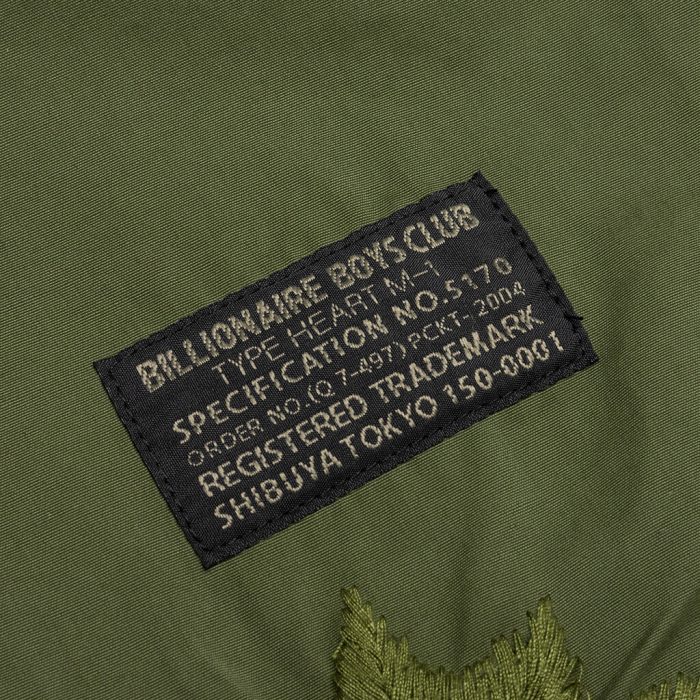 BILLIONAIRE BOYS CLUB
TYPE HEART M-1
SPECIFICATION NO.5170
ORDER NO.(Q7-497)PCKT-2004
REGISTERED TRADEMARK
SHIBUYA TOKYO 150-0001